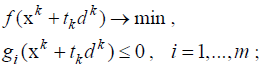 f(x^k + t_k d^k) → min ,
g_i(x^k + t_k d^k) ≤ 0 ,  i = 1,...,m ;